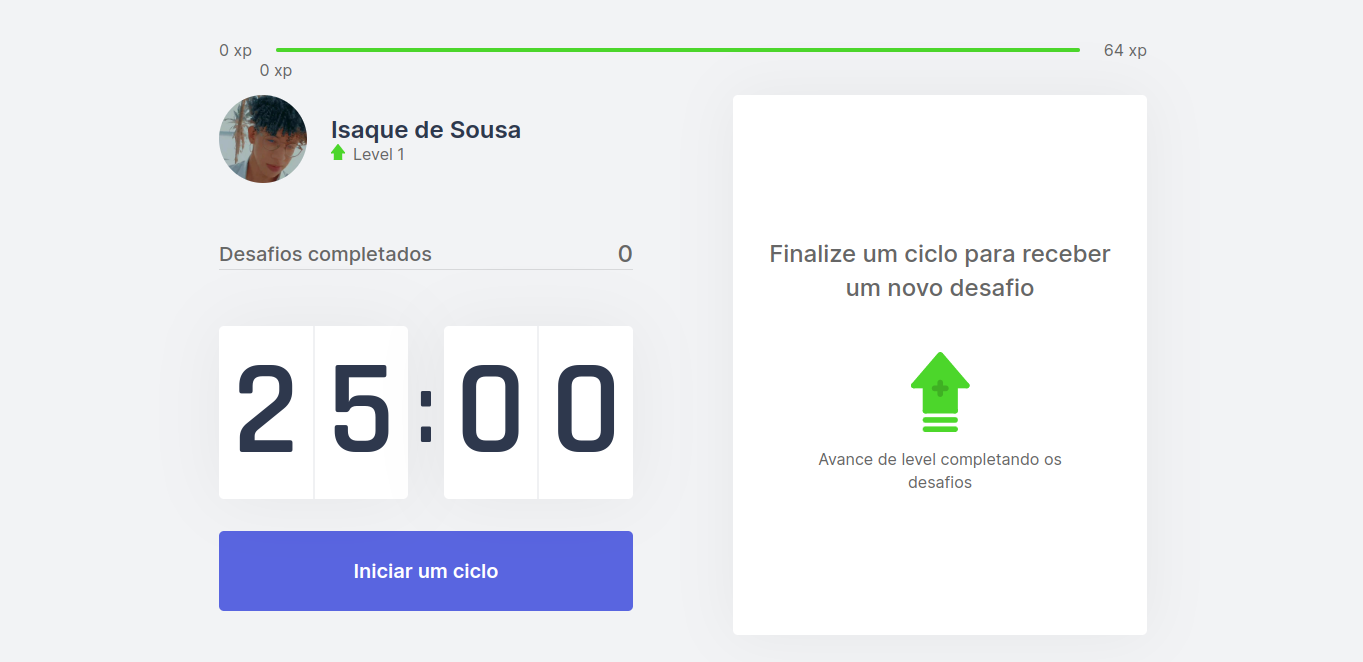 0 xp
64 xp
0 xp
Isaque de Sousa
Level 1
Desafios completados
0
25:00
Iniciar um ciclo
Finalize um ciclo para receber
um novo desafio
Avance de level completando os
desafios